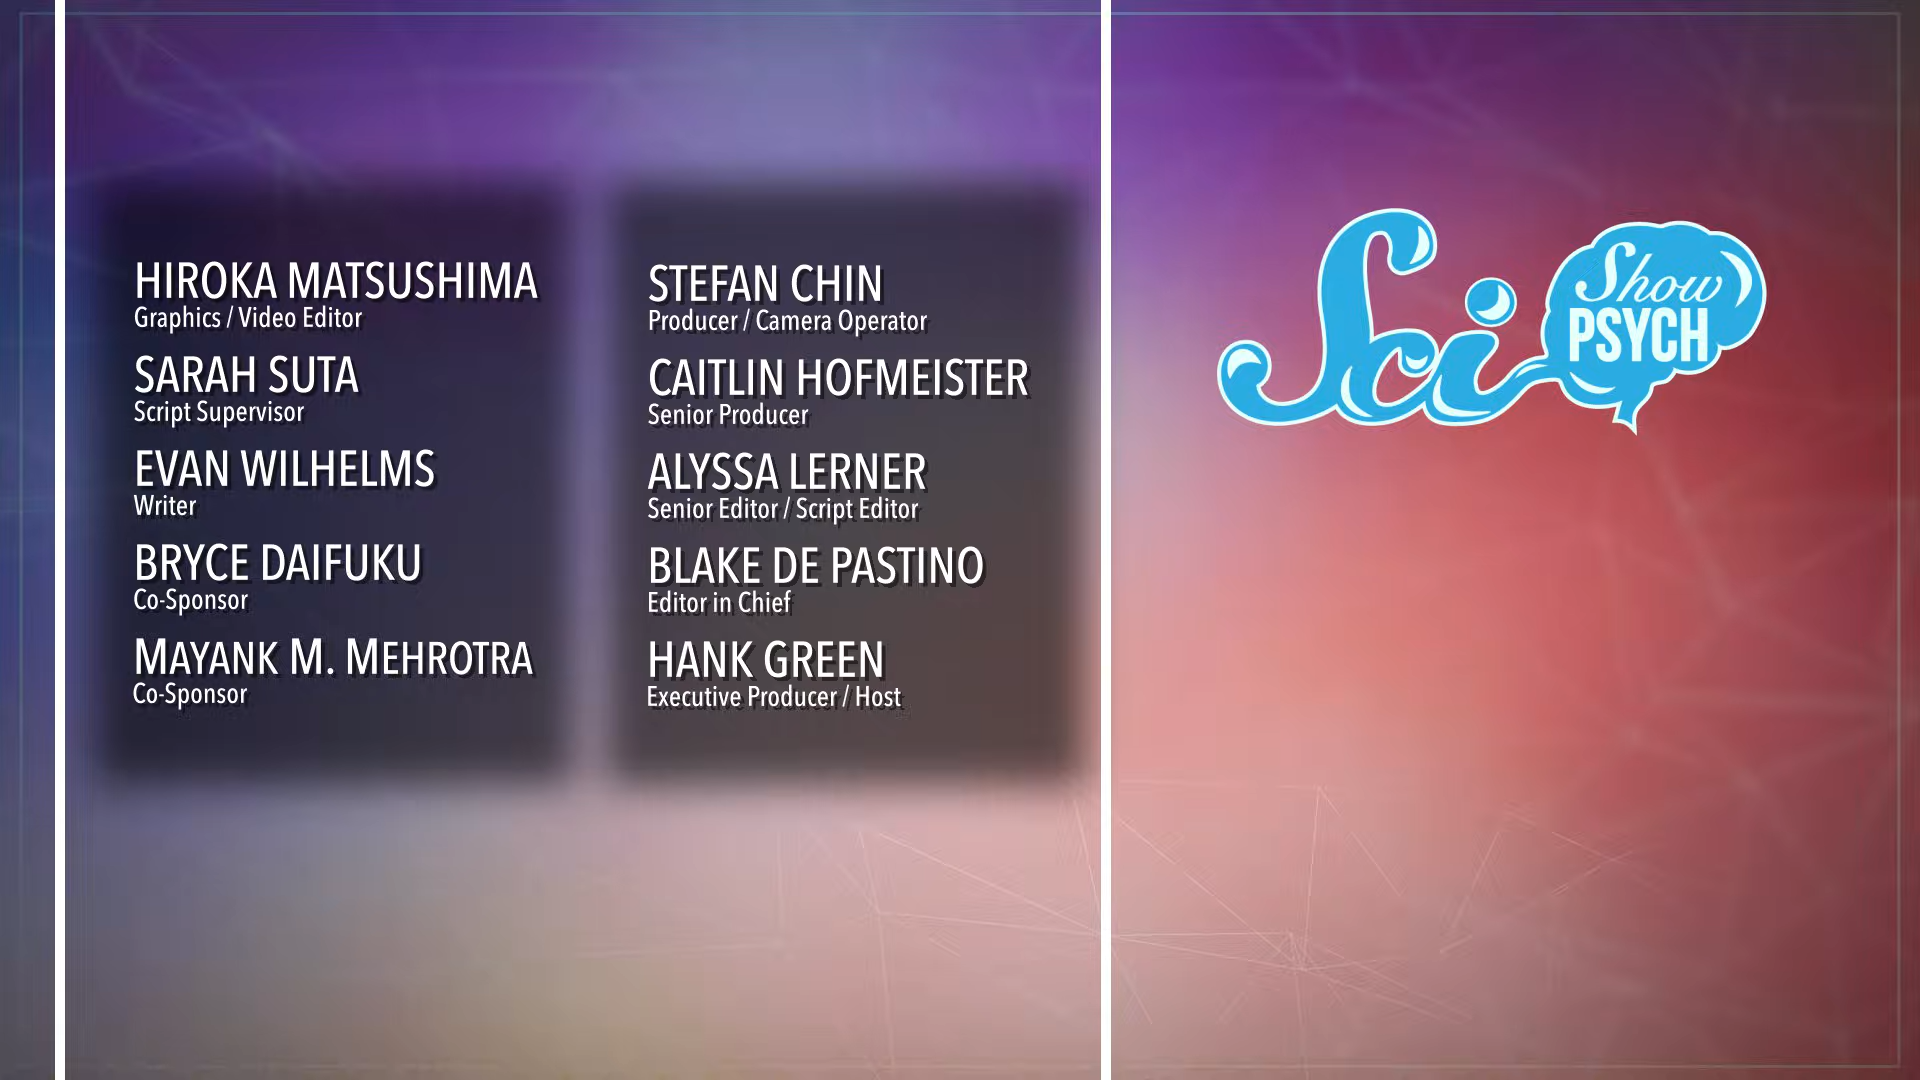 HIROKA MATSUSHIMA
Graphics / Video Editor
SARAH SUTA
Script Supervisor
EVAN WILHELMS
Writer
BRYCE DAIFUKU
Co-Sponsor
MAYANK M. MEHROTRA
Co-Sponsor
STEFAN CHIN
Producer / Camera Operator
CAITLIN HOFMEISTER
Senior Producer
ALYSSA LERNER
Senior Editor / Script Editor
BLAKE DE PASTINO
Editor in Chief
HANK GREEN
Executive Producer / Host
Sci Show
PSYCH